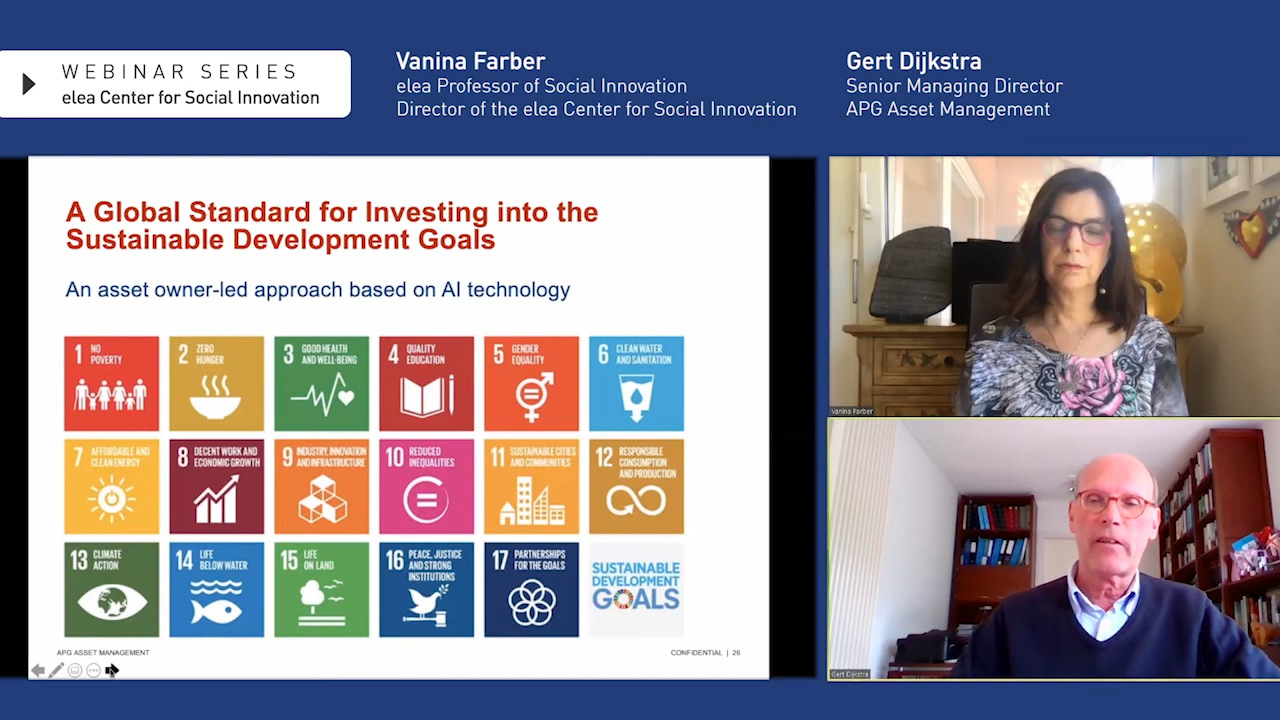 WEBINAR SERIES
elea Center for Social Innovation
Vanina Farber
elea Professor of Social Innovation
Director of the elea Center for Social Innovation
Gert Dijkstra
Senior Managing Director
APG Asset Management
A Global Standard for Investing into the
Sustainable Development Goals
An asset owner-led approach based on AI technology
1 NO
POVERTY
2 ZERO
HUNGER
3 GOOD HEALTH
AND WELL-BEING
4 QUALITY
EDUCATION
5 GENDER
EQUALITY
6 CLEAN WATER
AND SANITATION
7 AFFORDABLE AND
CLEAN ENERGY
8 DECENT WORK AND
ECONOMIC GROWTH
9 INDUSTRY, INNOVATION
AND INFRASTRUCTURE
10 REDUCED
INEQUALITIES
11 SUSTAINABLE CITIES
AND COMMUNITIES
12 RESPONSIBLE
CONSUMPTION
AND PRODUCTION
13 CLIMATE
ACTION
14 LIFE
BELOW WATER
15 LIFE
ON LAND
16 PEACE, JUSTICE
AND STRONG
INSTITUTIONS
17 PARTNERSHIPS
FOR THE GOALS
SUSTAINABLE
DEVELOPMENT
GOALS
APG ASSET MANAGEMENT
CONFIDENTIAL | 26
Vanina Farber
Gert Dijkstra